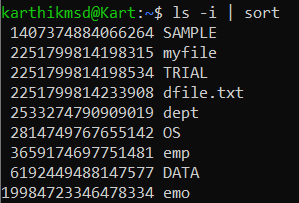 karthikmsd@Kart:~$ ls -i | sort
1407374884066264 SAMPLE
2251799814198315 myfile
2251799814198534 TRIAL
2251799814233908 dfile.txt
2533274790909019 dept
2814749767655142 OS
3659174697751481 emp
6192449488147577 DATA
19984723346478334 emo